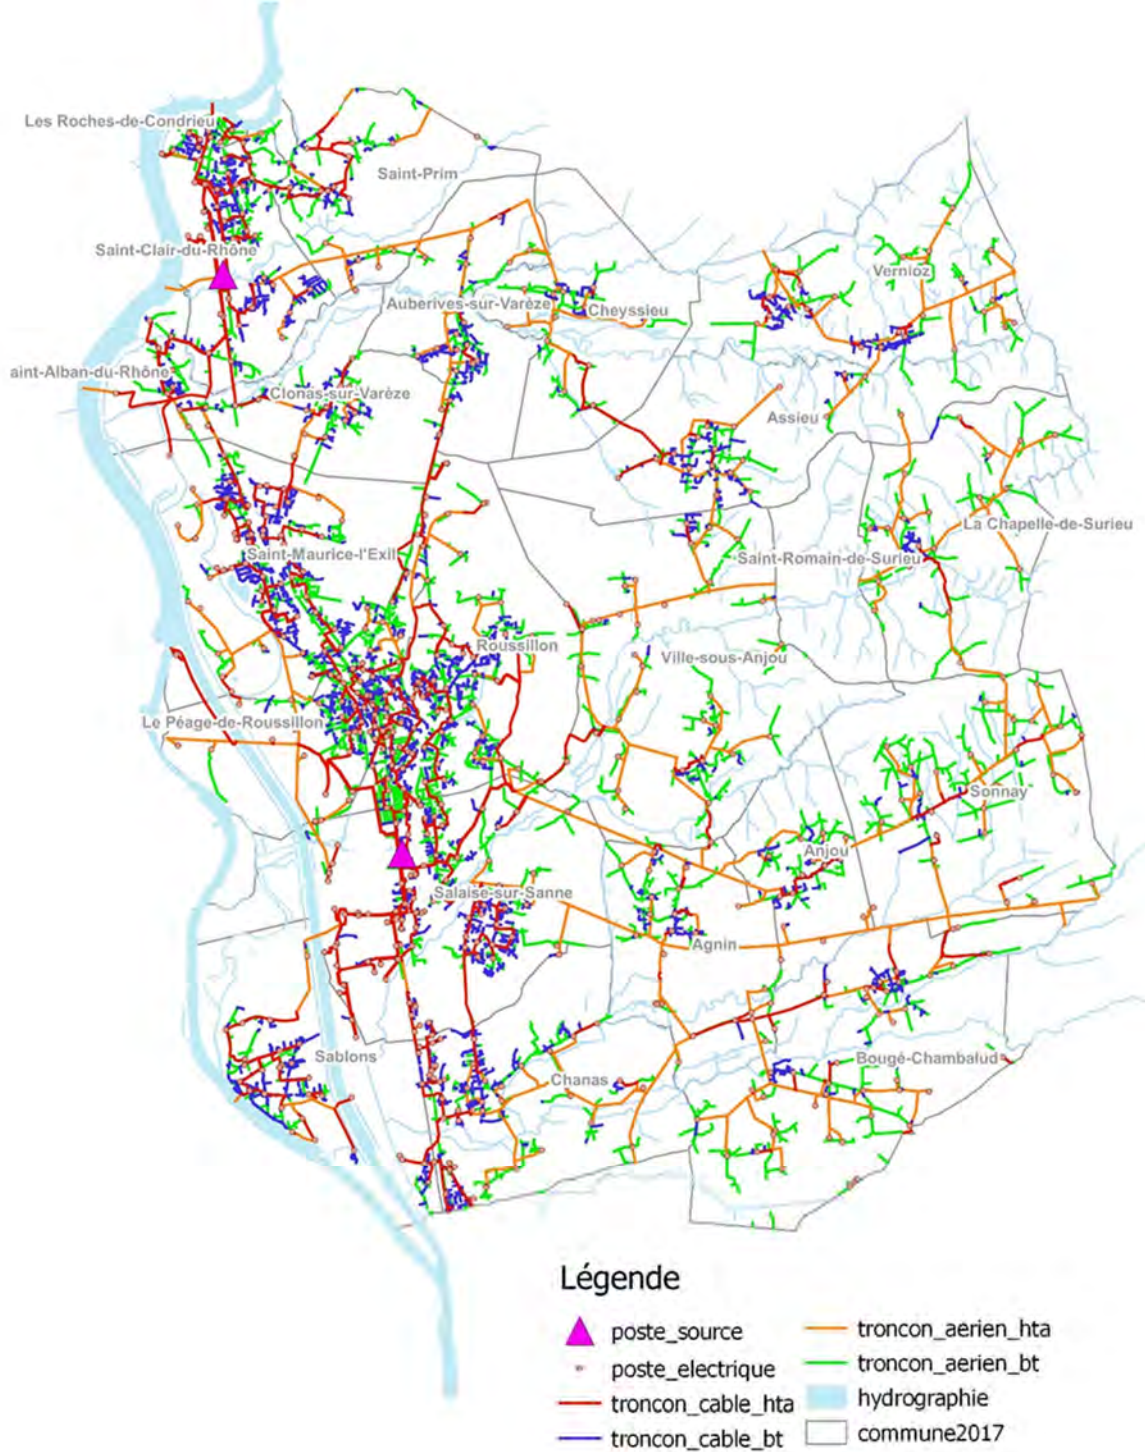 Les Roches-de-Condrieu
Saint-Prim
Saint-Clair-du-Rhône
Vernioz
Auberives-sur-Varèze
Cheyssieu
aint-Alban-du-Rhône
Clonas-sur-Varèze
Assieu
La Chapelle-de-Surieu
Saint-Maurice-l'Exil
Saint-Romain-de-Surieu
Roussillon
Ville-sous-Anjou
Le Péage-de-Roussillon
Sonnay
Anjou
Salaise-sur-Sanne
Agnin
Sablons
Bougé-Chambalud
Chanas
Légende
poste_source
poste_electrique
troncon_cable_hta
troncon_cable_bt
troncon_aerien_hta
troncon_aerien_bt
hydrographie
commune2017